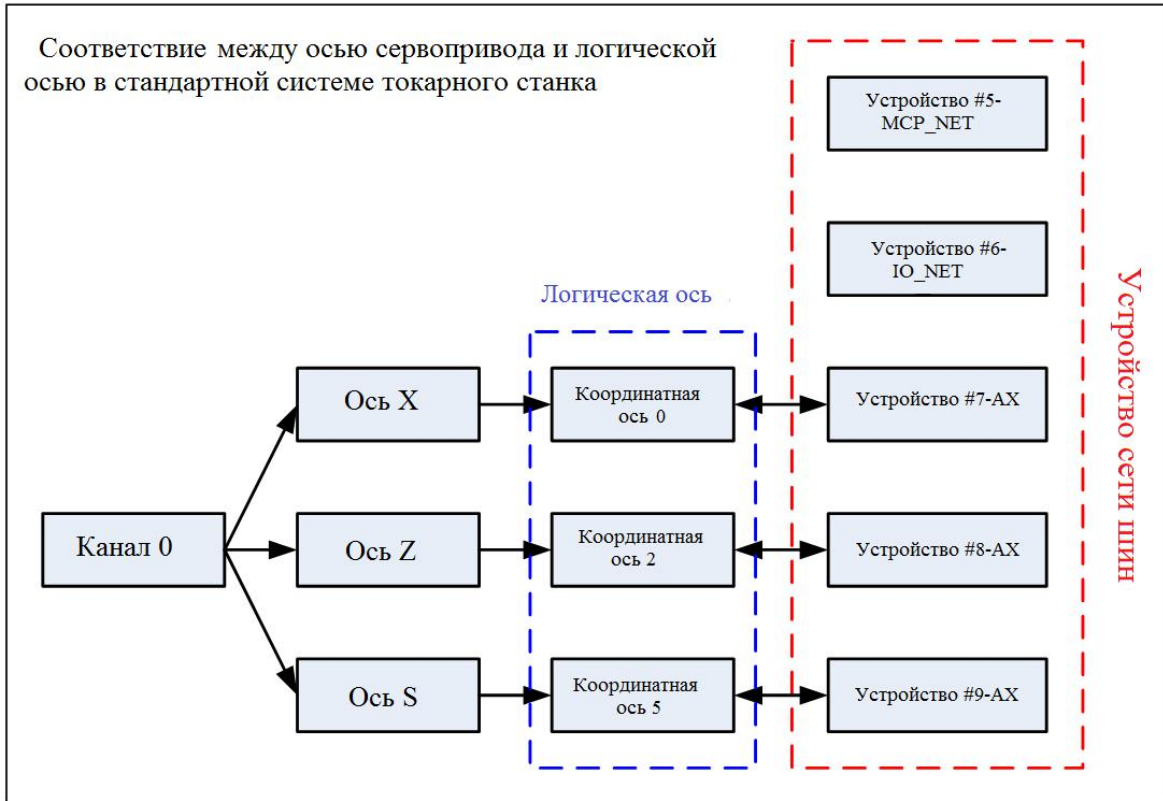 Соответствие между осью сервопривода и логической
осью в стандартной системе токарного станка
Устройство #5-
MCP_NET
Устройство #6-
IO_NET
Логическая ось
Устройство сети шин
Ось X
Координатная
ось 0
Устройство #7-AX
Канал 0
Ось Z
Координатная
ось 2
Устройство #8-AX
Ось S
Координатная
ось 5
Устройство #9-AX